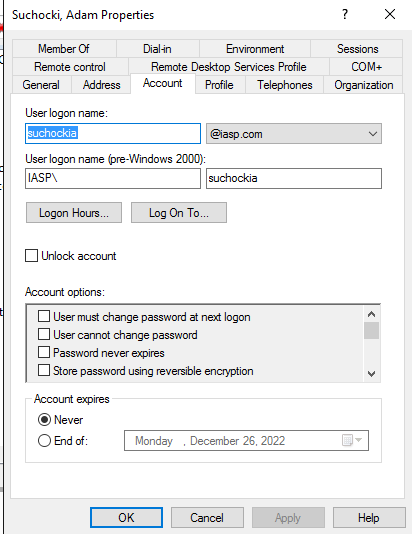 Suchocki, Adam Properties ? ×
Member Of Dial-in Environment Sessions
Remote control Remote Desktop Services Profile COM+
General Address Account Profile Telephones Organization
User logon name:
suchockia @iasp.com
User logon name (pre-Windows 2000):
IASP\ suchockia
Logon Hours... Log On To...
Unlock account
Account options:
User must change password at next logon
User cannot change password
Password never expires
Store password using reversible encryption
Account expires
Never
End of: Monday , December 26, 2022
OK Cancel Apply Help